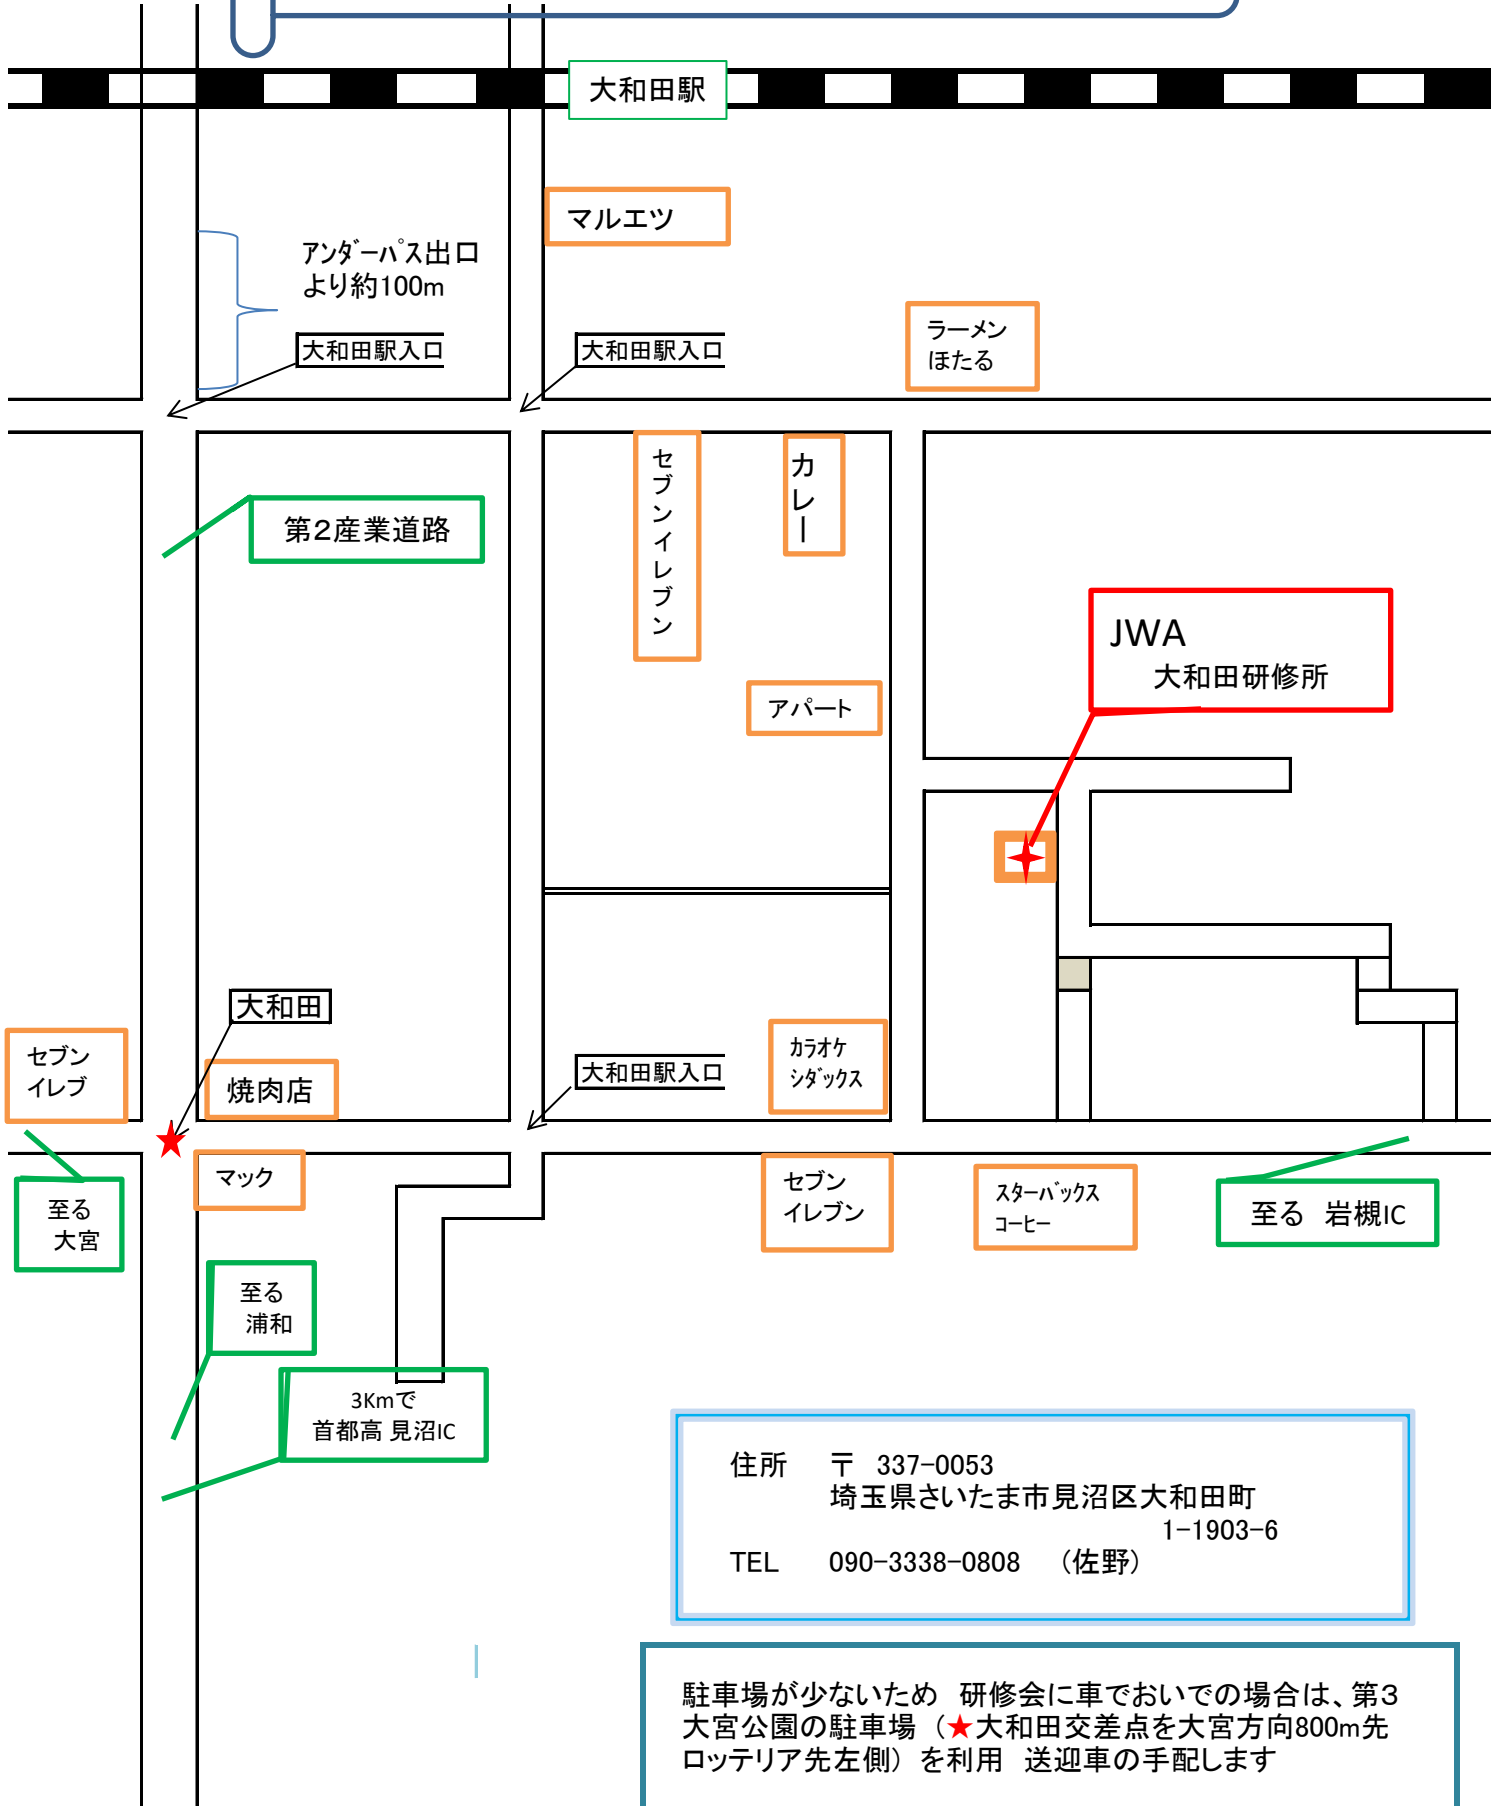 大和田駅
マルエツ
アンダーパス出口
より約100m
大和田駅入口
大和田駅入口
ラーメン
ほたる
セブンイレブン
カレー
第2産業道路
JWA
大和田研修所
アパート
大和田
セブン
イレブ
焼肉店
大和田駅入口
カラオケ
シダックス
マック
セブン
イレブン
スターバックス
コーヒー
至る 岩槻IC
至る
大宮
至る
浦和
3Kmで
首都高 見沼IC
住所 〒 337-0053
埼玉県さいたま市見沼区大和田町
1-1903-6
TEL 090-3338-0808 (佐野)
駐車場が少ないため 研修会に車でおいでの場合は、第3
大宮公園の駐車場 (★大和田交差点を大宮方向800m先
ロッテリア先左側) を利用 送迎車の手配します